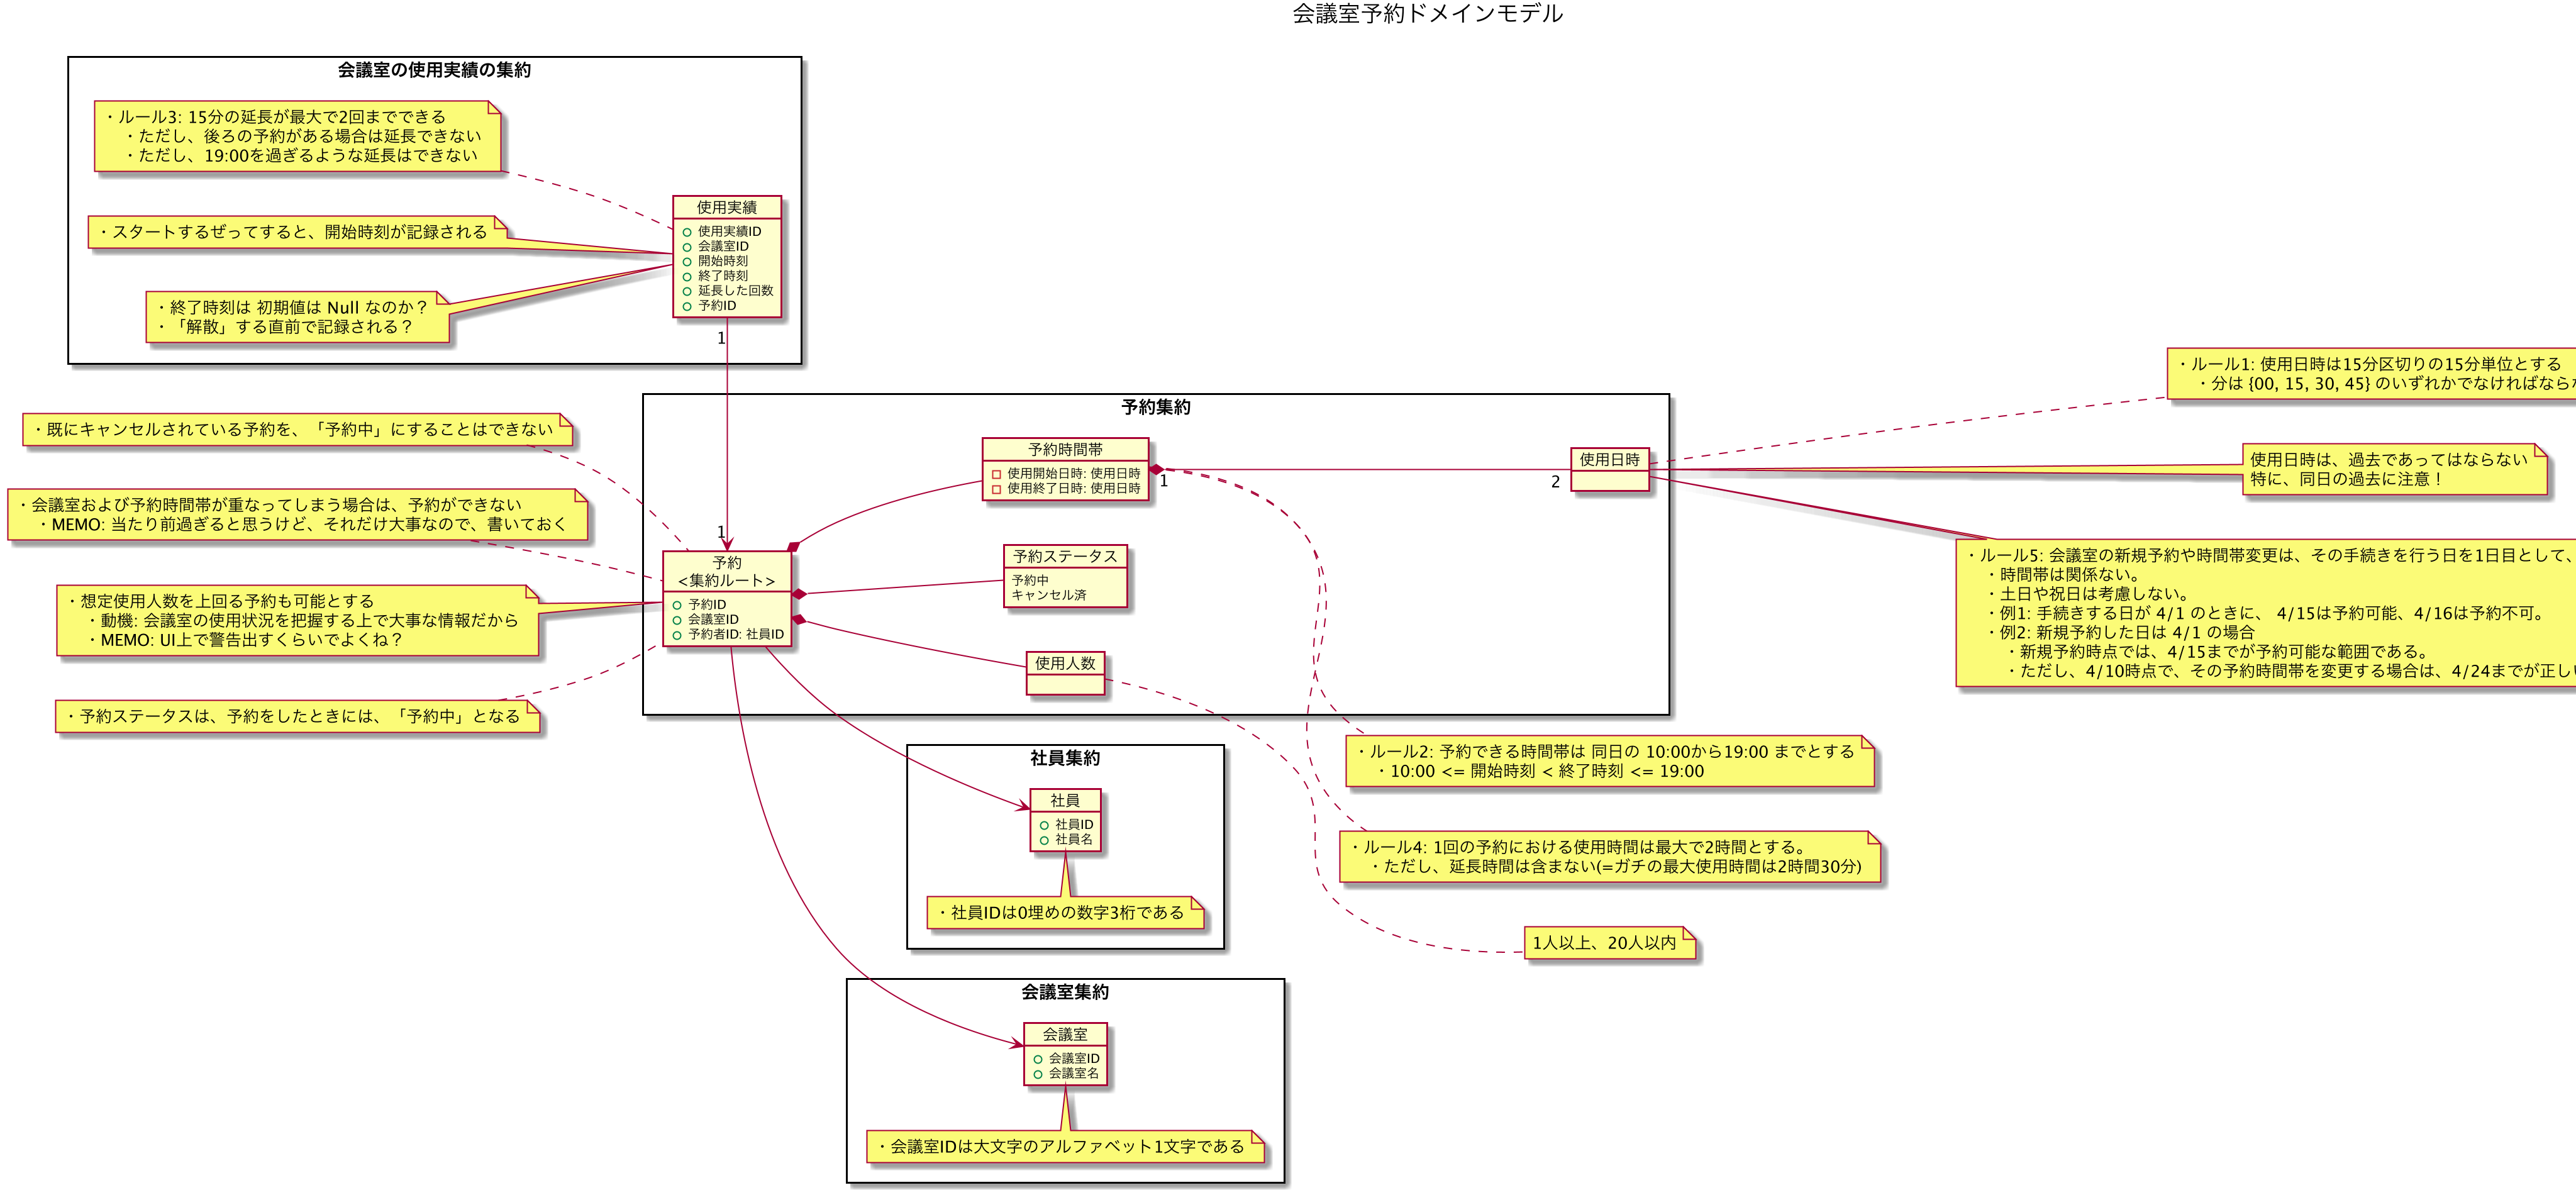 会議室予約ドメインモデル
会議室の使用実績の集約
・ルール3: 15分の延長が最大で2回までできる
・ただし、後ろの予約がある場合は延長できない
・ただし、19:00を過ぎるような延長はできない
・スタートするぜってすると、開始時刻が記録される
・終了時刻は 初期値は Null なのか？
・「解散」する直前で記録される？
使用実績
使用実績ID
会議室ID
開始時刻
終了時刻
延長した回数
予約ID
1
1
予約集約
・既にキャンセルされている予約を、「予約中」にすることはできない
・会議室および予約時間帯が重なってしまう場合は、予約ができない
・MEMO: 当たり前過ぎると思うけど、それだけ大事なので、書いておく
・想定使用人数を上回る予約も可能とする
・動機: 会議室の使用状況を把握する上で大事な情報だから
・MEMO: UI上で警告出すくらいでよくね？
・予約ステータスは、予約をしたときには、「予約中」となる
予約
<集約ルート>
予約ID
会議室ID
予約者ID: 社員ID
予約時間帯
使用開始日時: 使用日時
使用終了日時: 使用日時
1
2
使用日時
予約ステータス
予約中
キャンセル済
使用人数
・ルール1: 使用日時は15分区切りの15分単位とする
・分は {00, 15, 30, 45} のいずれかでなければなら
使用日時は、過去であってはならない
特に、同日の過去に注意！
・ルール5: 会議室の新規予約や時間帯変更は、その手続きを行う日を1日目として、
・時間帯は関係ない。
・土日や祝日は考慮しない。
・例1: 手続きする日が 4/1 のときに、 4/15は予約可能、4/16は予約不可。
・例2: 新規予約した日は 4/1 の場合
・新規予約時点では、4/15までが予約可能な範囲である。
・ただし、4/10時点で、その予約時間帯を変更する場合は、4/24までが正し
・ルール2: 予約できる時間帯は 同日の 10:00から19:00 までとする
・10:00 <= 開始時刻 < 終了時刻 <= 19:00
・ルール4: 1回の予約における使用時間は最大で2時間とする。
・ただし、延長時間は含まない(=ガチの最大使用時間は2時間30分)
1人以上、20人以内
社員集約
社員
社員ID
社員名
・社員IDは0埋めの数字3桁である
会議室集約
会議室
会議室ID
会議室名
・会議室IDは大文字のアルファベット1文字である